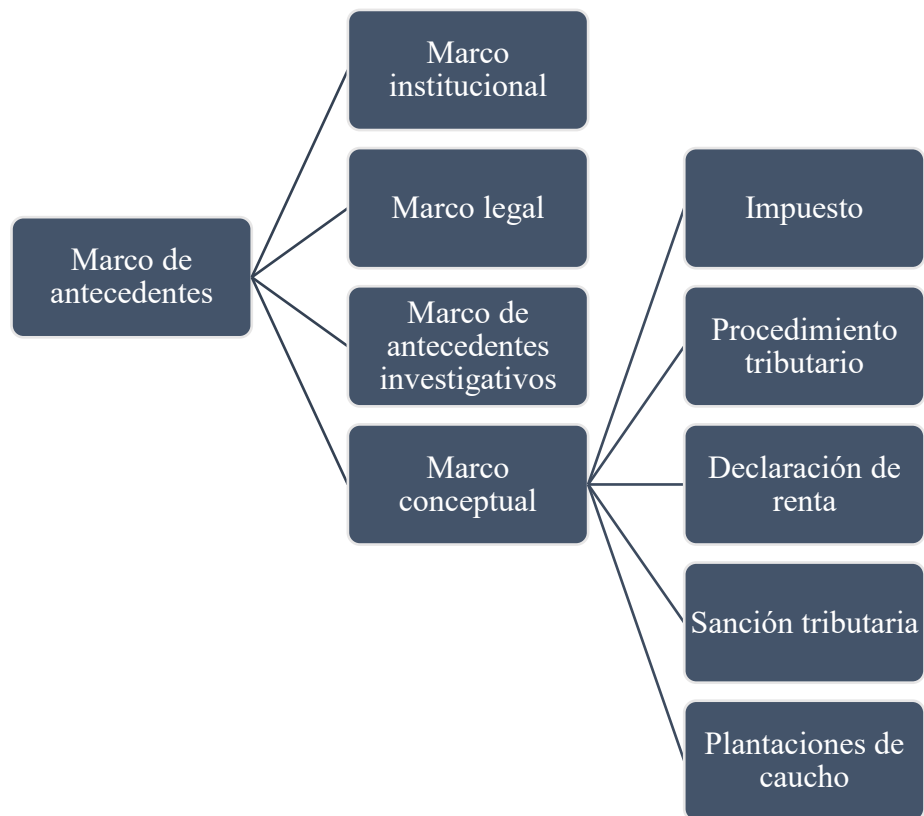 Marco de
antecedentes
Marco
institucional
Marco legal
Marco de
antecedentes
investigativos
Marco
conceptual
Impuesto
Procedimiento
tributario
Declaración de
renta
Sanción tributaria
Plantaciones de
caucho